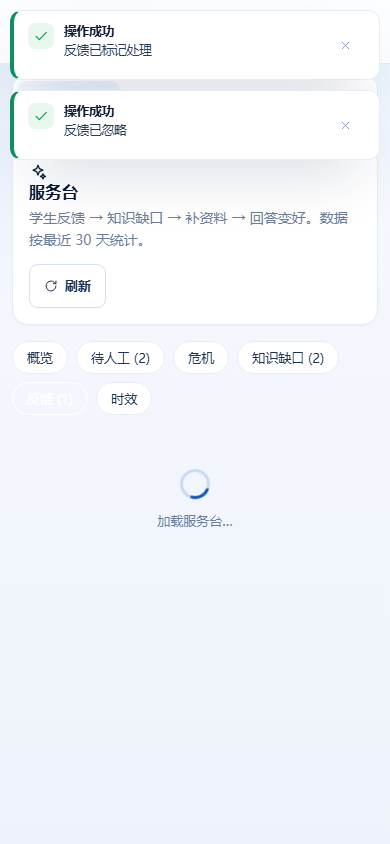 操作成功
反馈已标记处理
操作成功
反馈已忽略
服务台
学生反馈 → 知识缺口 → 补资料 → 回答变好。数据
按最近 30 天统计。
刷新
概览
待人工 (2)
危机
知识缺口 (2)
反馈 (1)
时效
加载服务台...